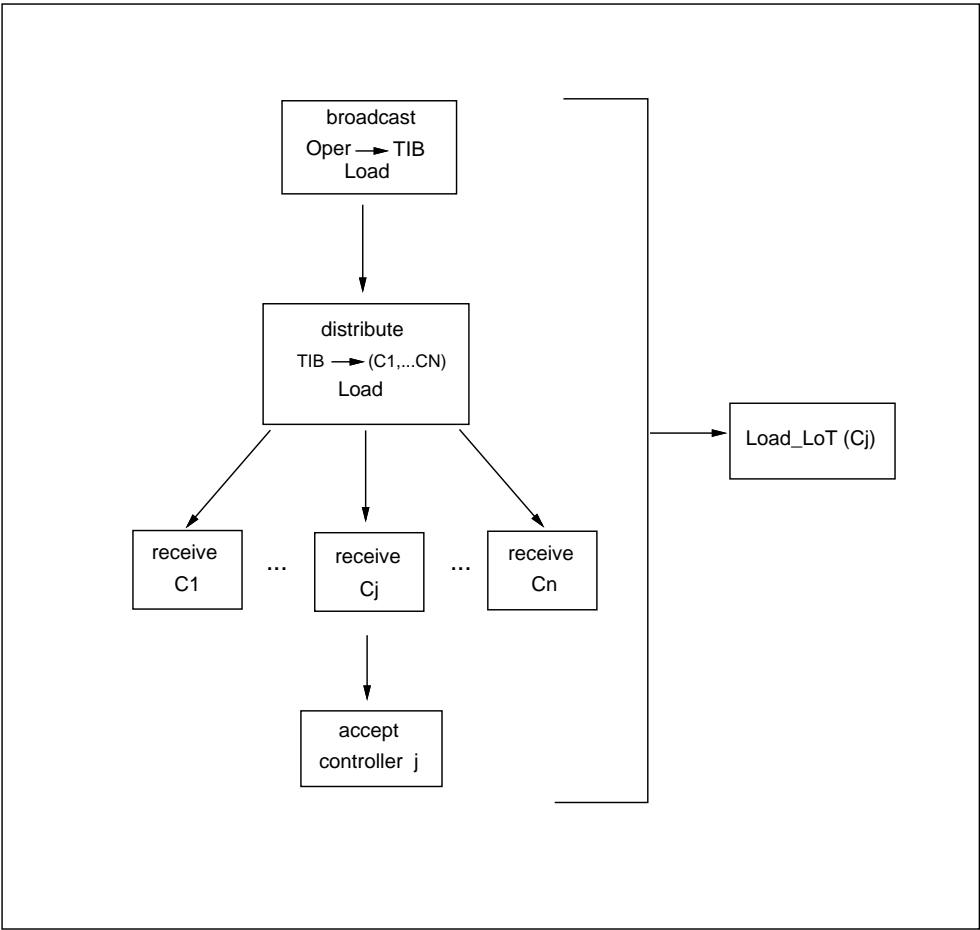 broadcast
Oper → TIB
Load
distribute
TIB → (C1,...CN)
Load
receive
C1
...
receive
Cj
...
receive
Cn
accept
controller j
Load_LoT (Cj)